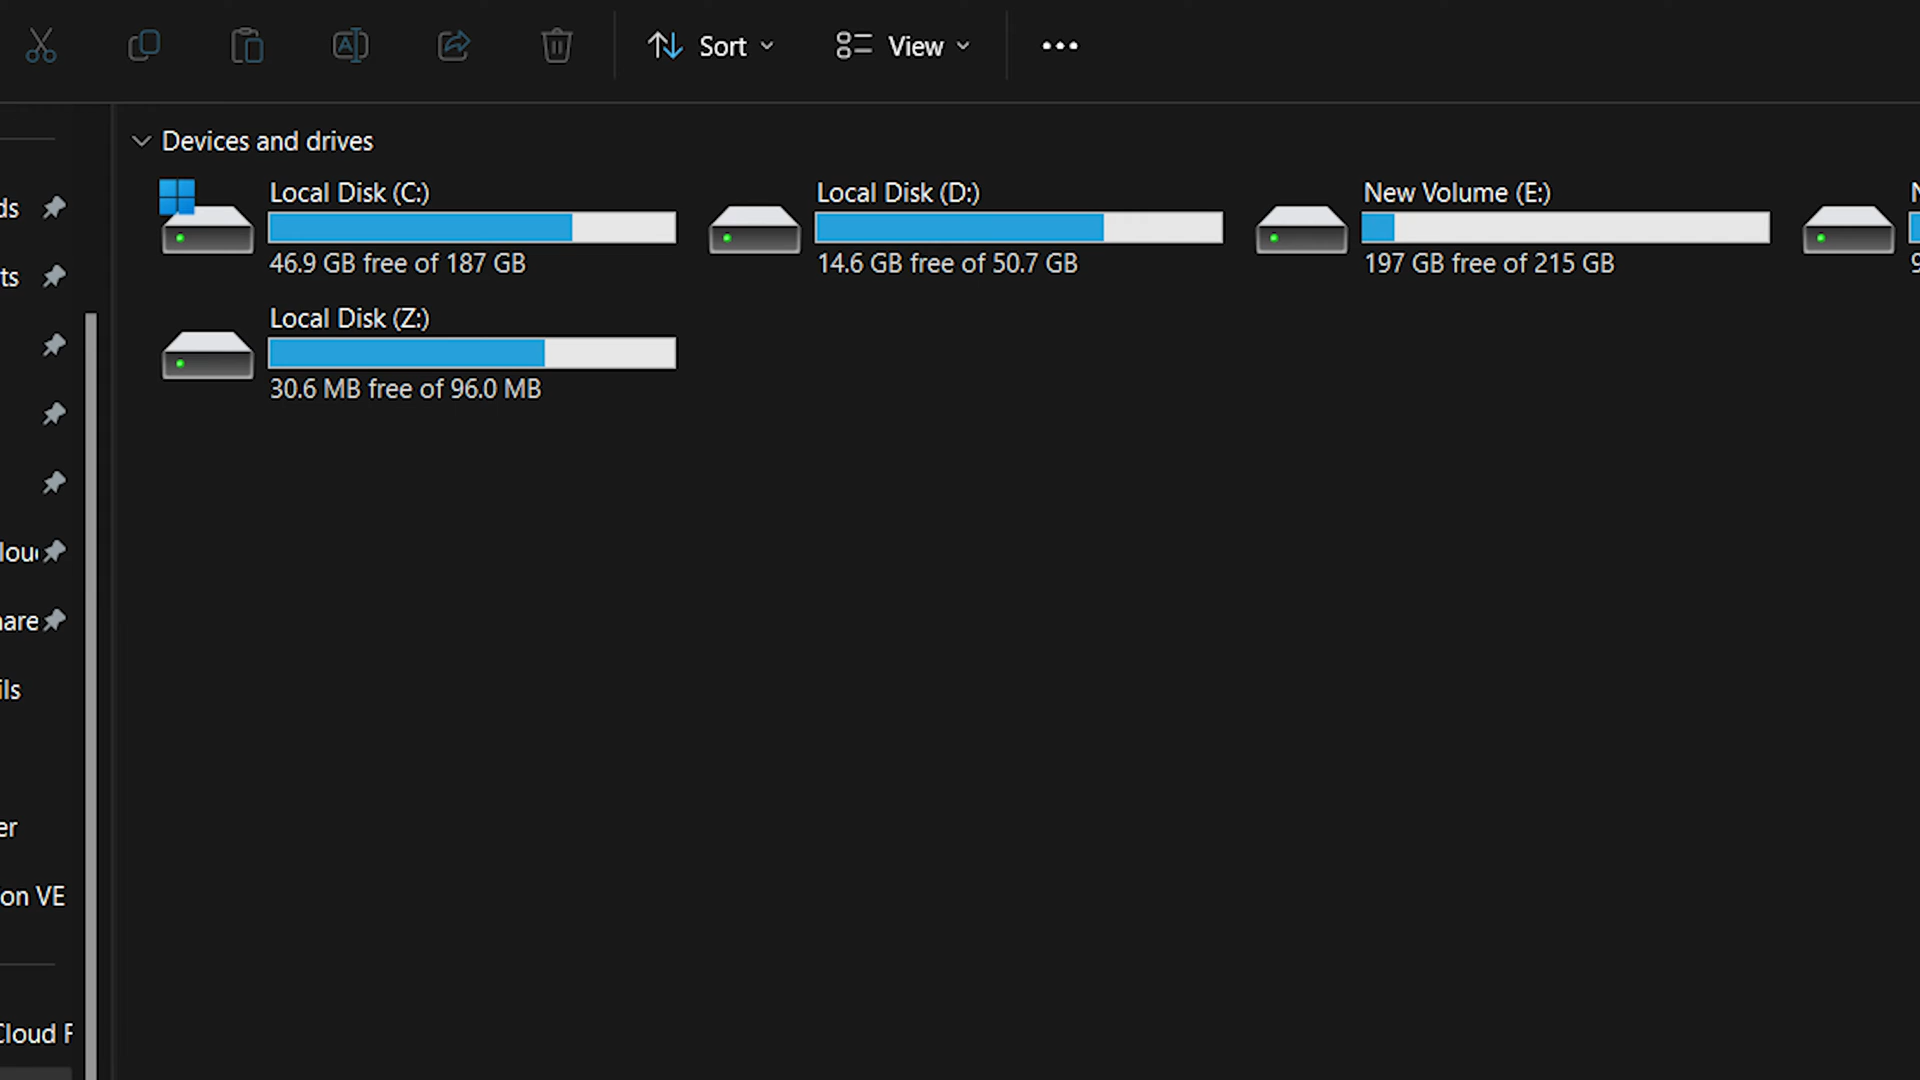 Sort
View
Devices and drives
Local Disk (C:)
46.9 GB free of 187 GB
Local Disk (D:)
14.6 GB free of 50.7 GB
New Volume (E:)
197 GB free of 215 GB
Local Disk (Z:)
30.6 MB free of 96.0 MB
ds
ts
are
ils
er
on VE
Cloud F